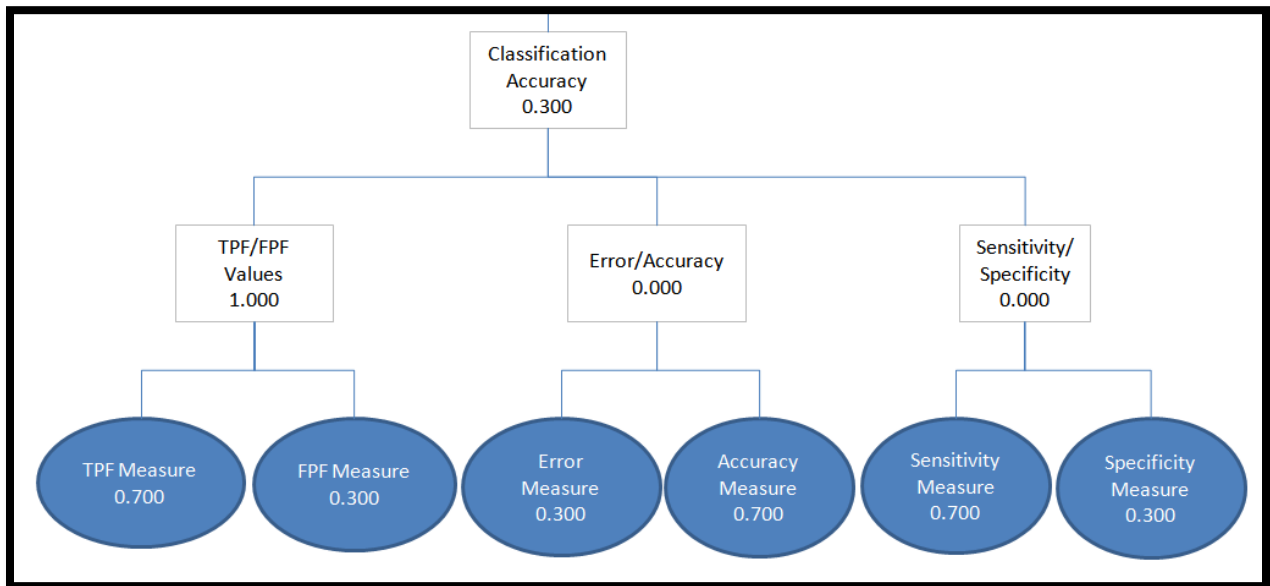 Classification
Accuracy
0.300
TPF/FPF
Values
1.000
Error/Accuracy
0.000
Sensitivity/
Specificity
0.000
TPF Measure
0.700
FPF Measure
0.300
Error
Measure
0.300
Accuracy
Measure
0.700
Sensitivity
Measure
0.700
Specificity
Measure
0.300